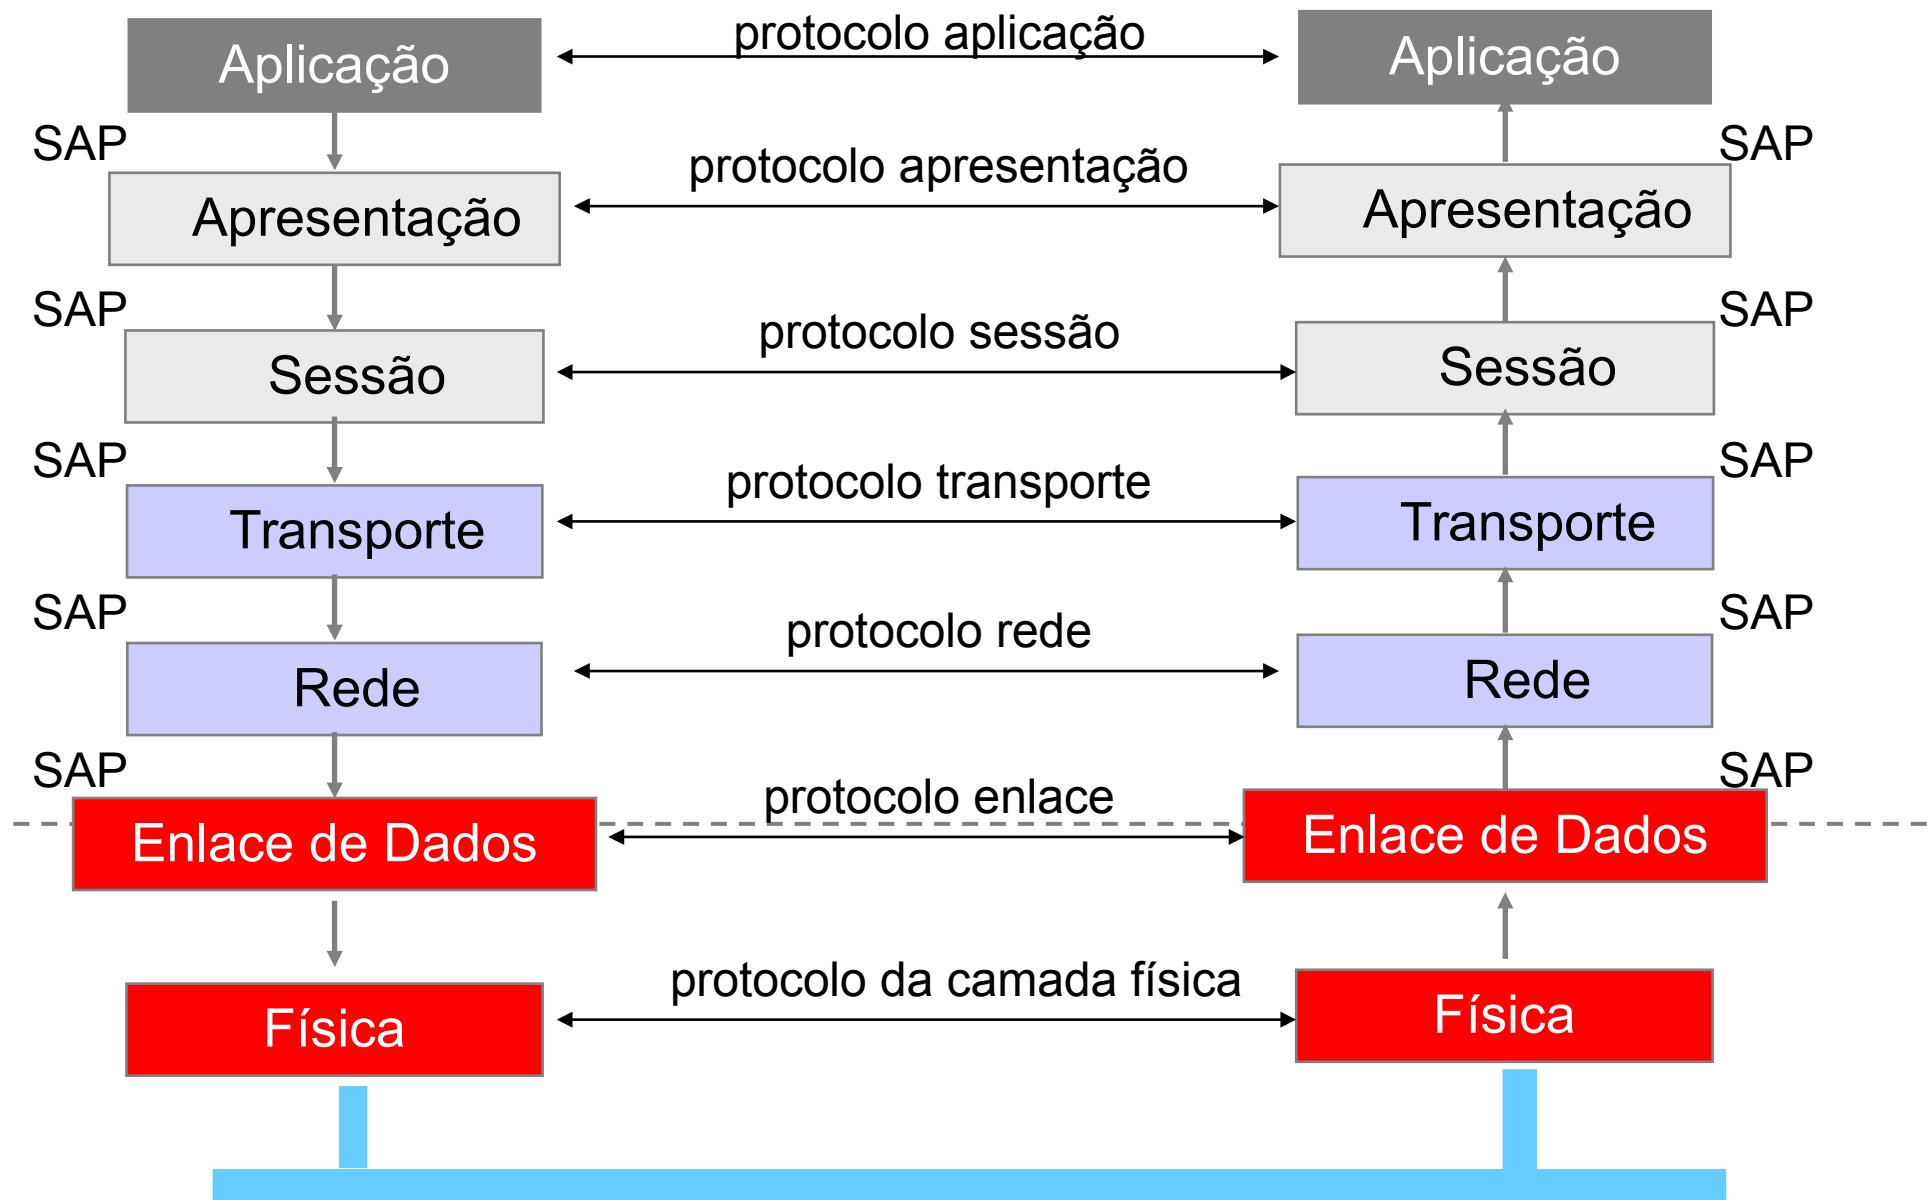 Aplicação
protocolo aplicação
Aplicação
SAP
SAP
protocolo apresentação
Apresentação
Apresentação
SAP
SAP
protocolo sessão
Sessão
Sessão
SAP
SAP
protocolo transporte
Transporte
Transporte
SAP
SAP
protocolo rede
Rede
Rede
SAP
SAP
protocolo enlace
Enlace de Dados
Enlace de Dados
protocolo da camada física
Física
Física